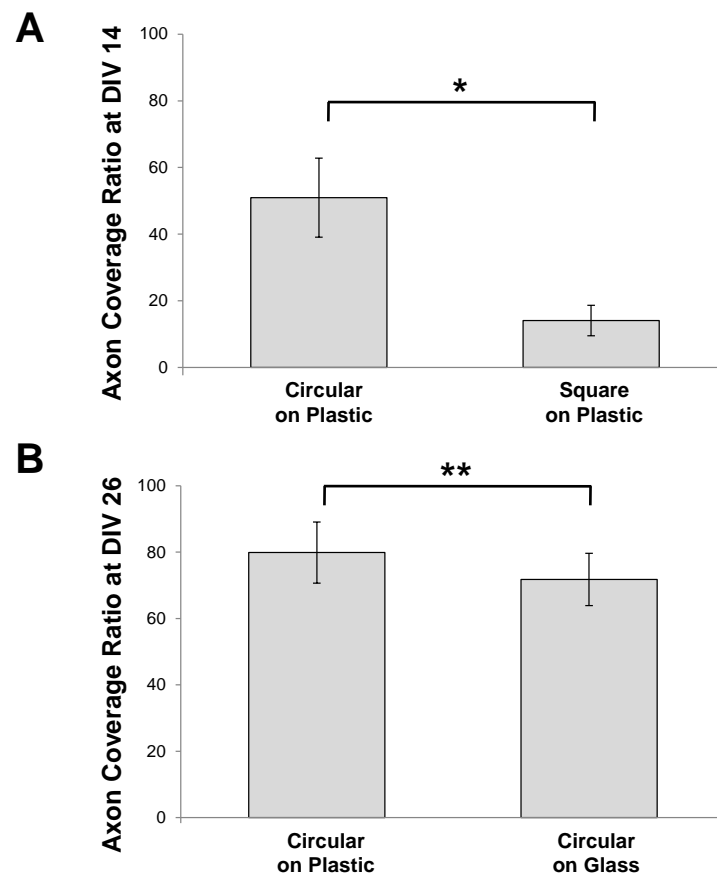 A
Axon Coverage Ratio at DIV 14
100
80
60
40
20
0
*
Circular
on Plastic
Square
on Plastic
B
Axon Coverage Ratio at DIV 26
100
80
60
40
20
0
**
Circular
on Plastic
Circular
on Glass